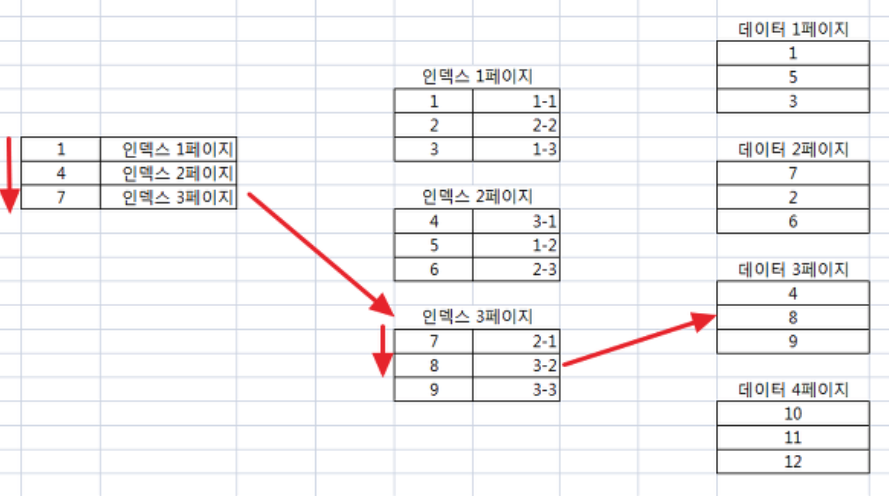 1 인덱스 1페이지
4 인덱스 2페이지
7 인덱스 3페이지
인덱스 1페이지
1 1-1
2 2-2
3 1-3
인덱스 2페이지
4 3-1
5 1-2
6 2-3
인덱스 3페이지
7 2-1
8 3-2
9 3-3
데이터 1페이지
1
5
3
데이터 2페이지
7
2
6
데이터 3페이지
4
8
9
데이터 4페이지
10
11
12